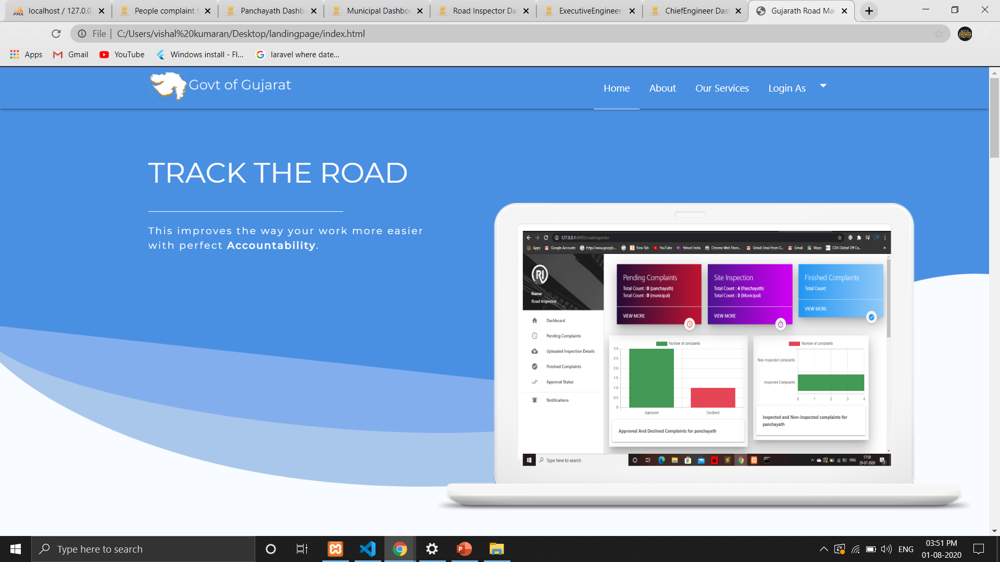 PMA localhost / 127.0.0.
People complaint f
Panchayath Dashb
Municipal Dashboa
Road Inspector Da
ExecutiveEngineer
ChiefEngineer Das
Gujarath Road Mai
File | C:/Users/vishal%20kumaran/Desktop/landingpage/index.html
ENGINEER
Apps Gmail YouTube Windows install - Fl... laravel where date...
Govt of Gujarat
Home About Our Services Login As
TRACK THE ROAD
This improves the way your work more easier
with perfect Accountability.
127.0.0.1:8000/roadinspector
Apps Google Accounts http://www.google... New Tab YouTube Yahoo! India Chrome Web Store... Gmail: Email from G... Gmail Maps CDK Global Off Ca... »
RI
Name
Road Inspector
Dashboard
Pending Complaints
Uploaded Inspection Details
Finished Complaints
Approval Status
Notifications
Pending Complaints
Total Count : 0 (panchayath)
Total Count : 0 (municipal)
VIEW MORE
Site Inspection
Total Count : 4 (Panchayath)
Total Count : 3 (Municipal)
VIEW MORE
Finished Complaints
Total Count:
VIEW MORE
Number of complaints
3.0
2.5
2.0
1.5
1.0
0.5
0
Approved Declined
Approved And Declined Complaints for panchayath
Number of complaints
Non-inspected complaints
Inspected Complaints
0 1 2 3 4
Inspected and Non-Inspected complaints for
panchayath
Type here to search
ENG
17:59
29-07-2020
3
Type here to search
ENG
03:51 PM
01-08-2020